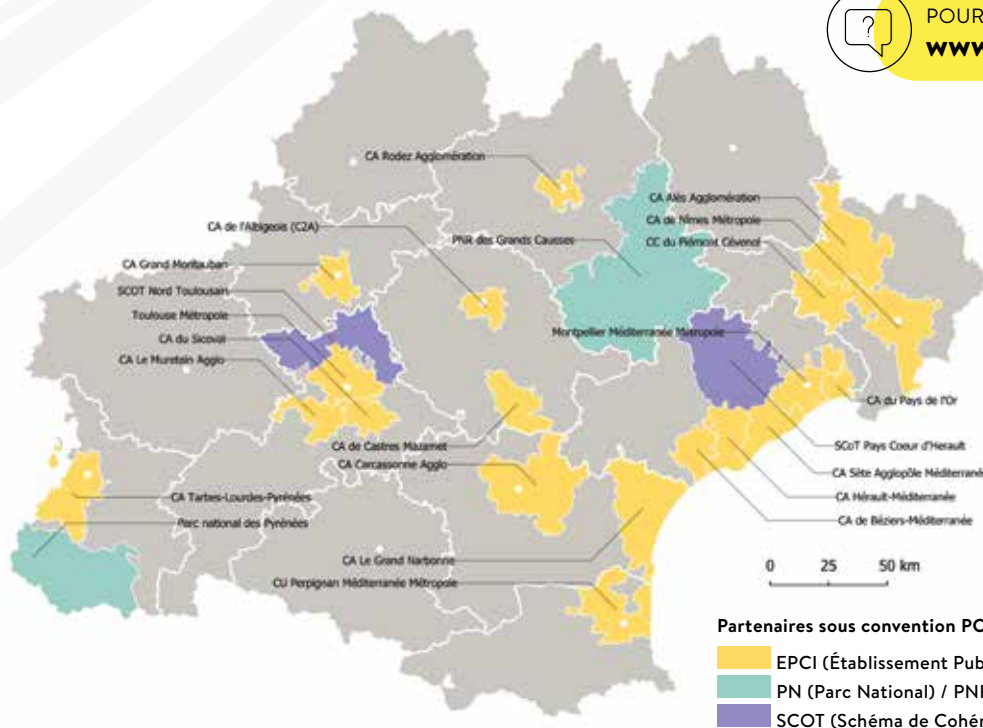 ?
POUR
www
CA Rodez Agglomération
CA Alès Agglomération
CA de Nîmes Métropole
CA de l'Albigeois (C2A)
PNR des Grands Causses
CC du Piémont Cévenol
CA Grand Montauban
SCOT Nord Toulousain
Toulouse Métropole
Montpellier Méditerranée Métropole
CA du Sicoval
CA Le Muretain Agglo
CA du Pays de l'Or
CA de Castres Mazamet
SCoT Pays Coeur d'Herault
CA Carcassonne Agglo
CA Sète Agglopôle Méditerrané
CA Tarbes-Lourdes-Pyrénées
CA Hérault-Méditerranée
Parc national des Pyrénées
CA de Béziers-Méditerranée
CA Le Grand Narbonne
CU Perpignan Méditerranée Métropole
0 25 50 km
Partenaires sous convention PC
EPCI (Établissement Pub
PN (Parc National) / PN
SCOT (Schéma de Cohér